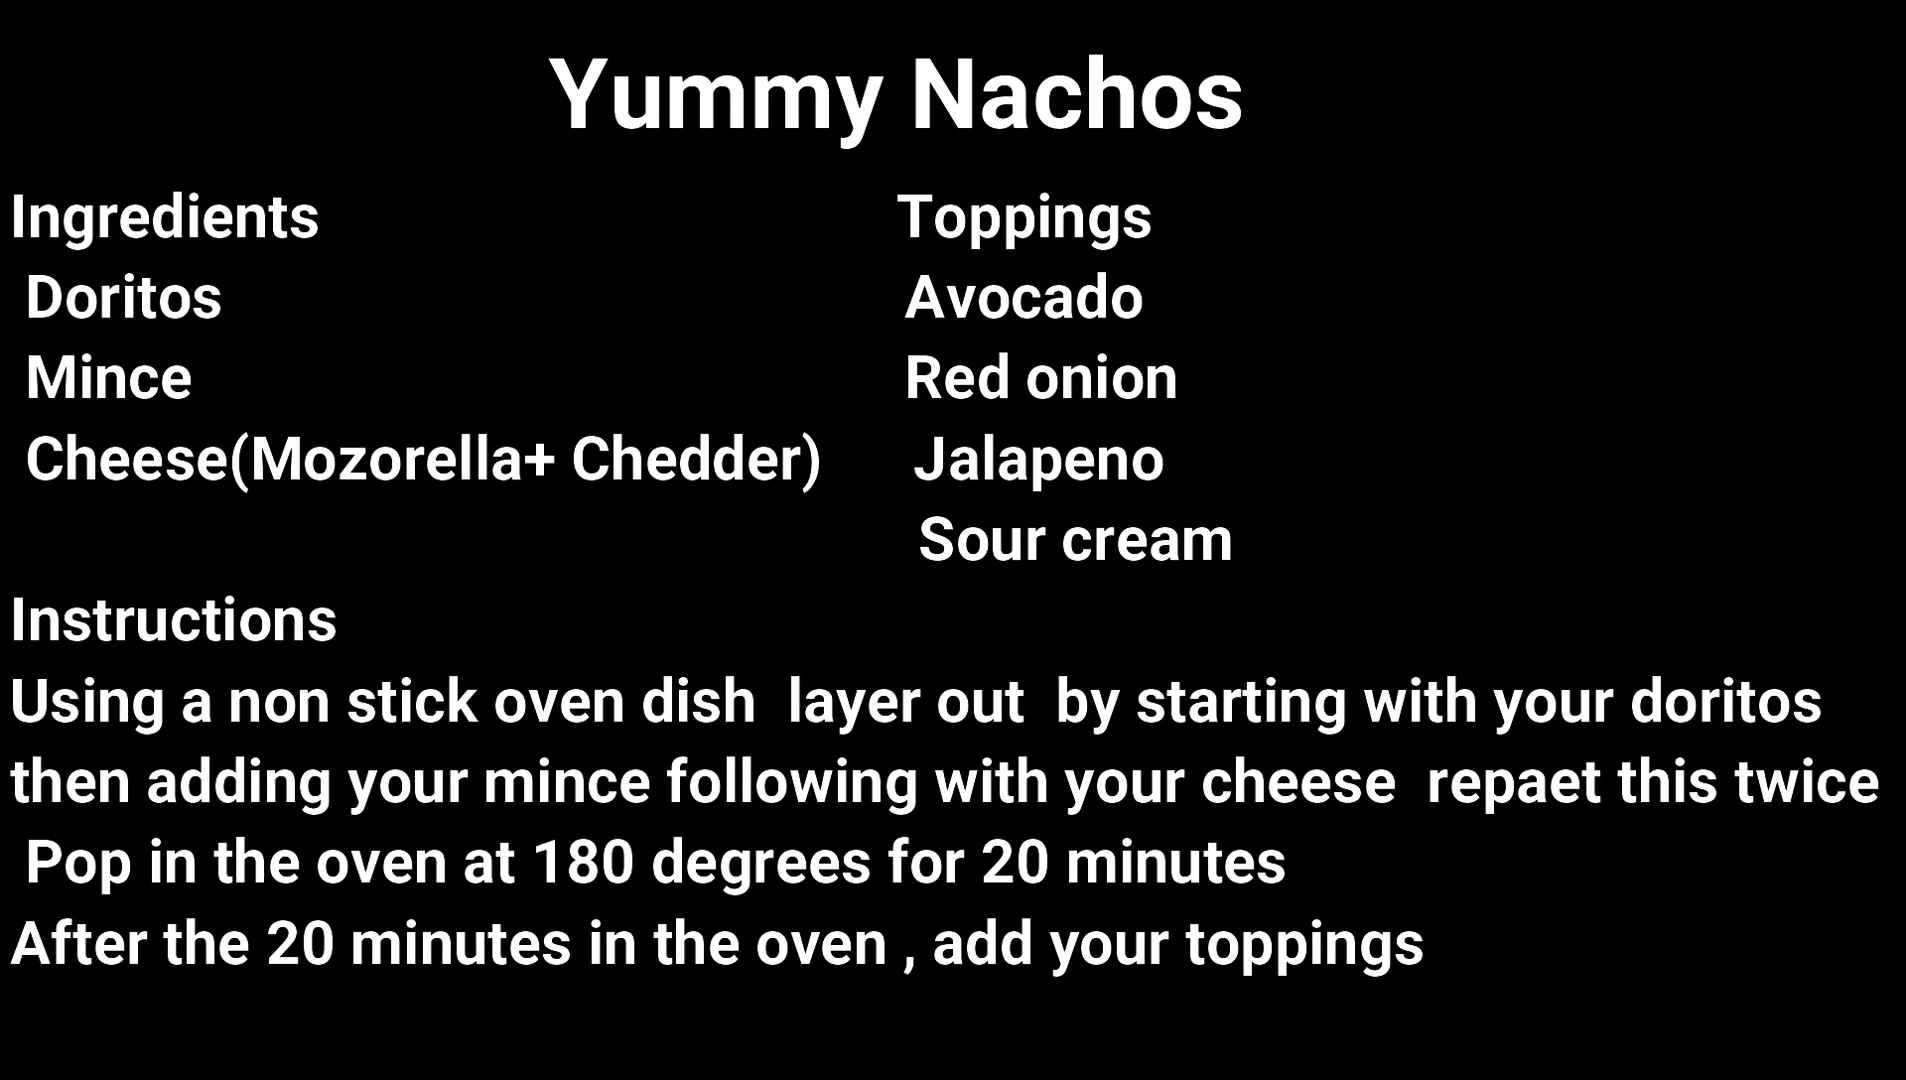 Yummy Nachos
Ingredients Toppings
Doritos Avocado
Mince Red onion
Cheese(Mozorella+ Chedder) Jalapeno
Sour cream
Instructions
Using a non stick oven dish layer out by starting with your doritos
then adding your mince following with your cheese repaet this twice
Pop in the oven at 180 degrees for 20 minutes
After the 20 minutes in the oven , add your toppings